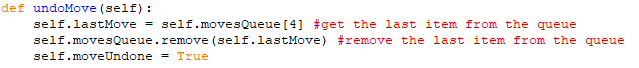 def undoMove(self):
    self.lastMove = self.movesQueue[4] #get the last item from the queue
    self.movesQueue.remove(self.lastMove) #remove the last item from the queue
    self.moveUndone = True